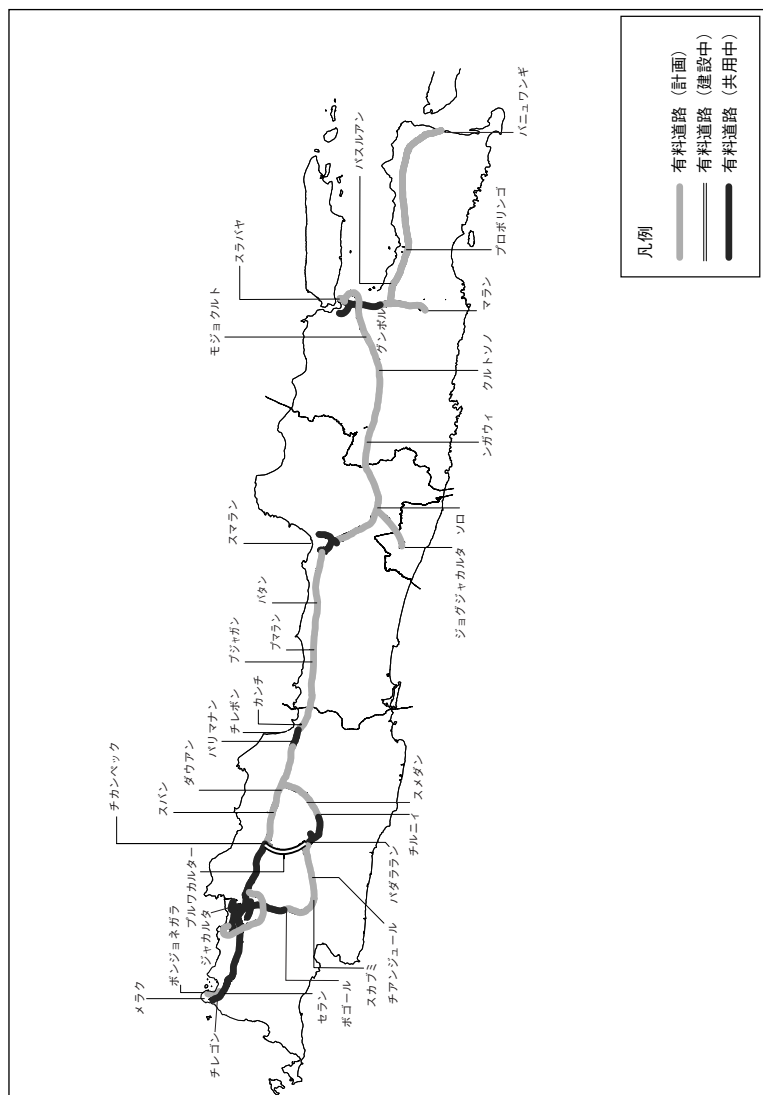 メラク
ボンジョネガラ
ジャカルタ
プルワカルター
チカンペック
スバン
ダウアン
パリマナン
チレボン
カンチ
プジャガン
プマラン
バタン
スマラン
モジョクルト
スラバヤ
パスルアン
チレゴン
セラン
ボゴール
スカブミ
チアンジュール
パダララン
チルニィ
スメダン
ジョグジャカルタ
ソロ
ンガウィ
クルトソノ
グンポル
マラン
プロボリンゴ
バニュワンギ
凡例
有料道路（計画）
有料道路（建設中）
有料道路（共用中）